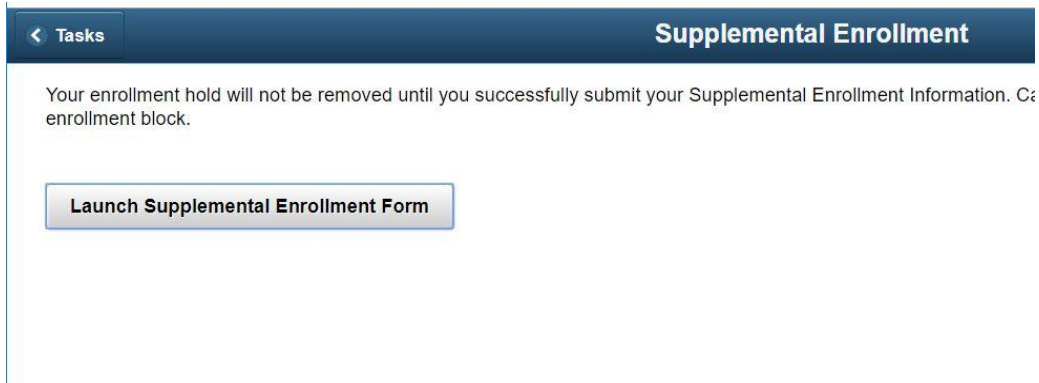 Tasks
Supplemental Enrollment
Your enrollment hold will not be removed until you successfully submit your Supplemental Enrollment Information.
enrollment block.
Launch Supplemental Enrollment Form